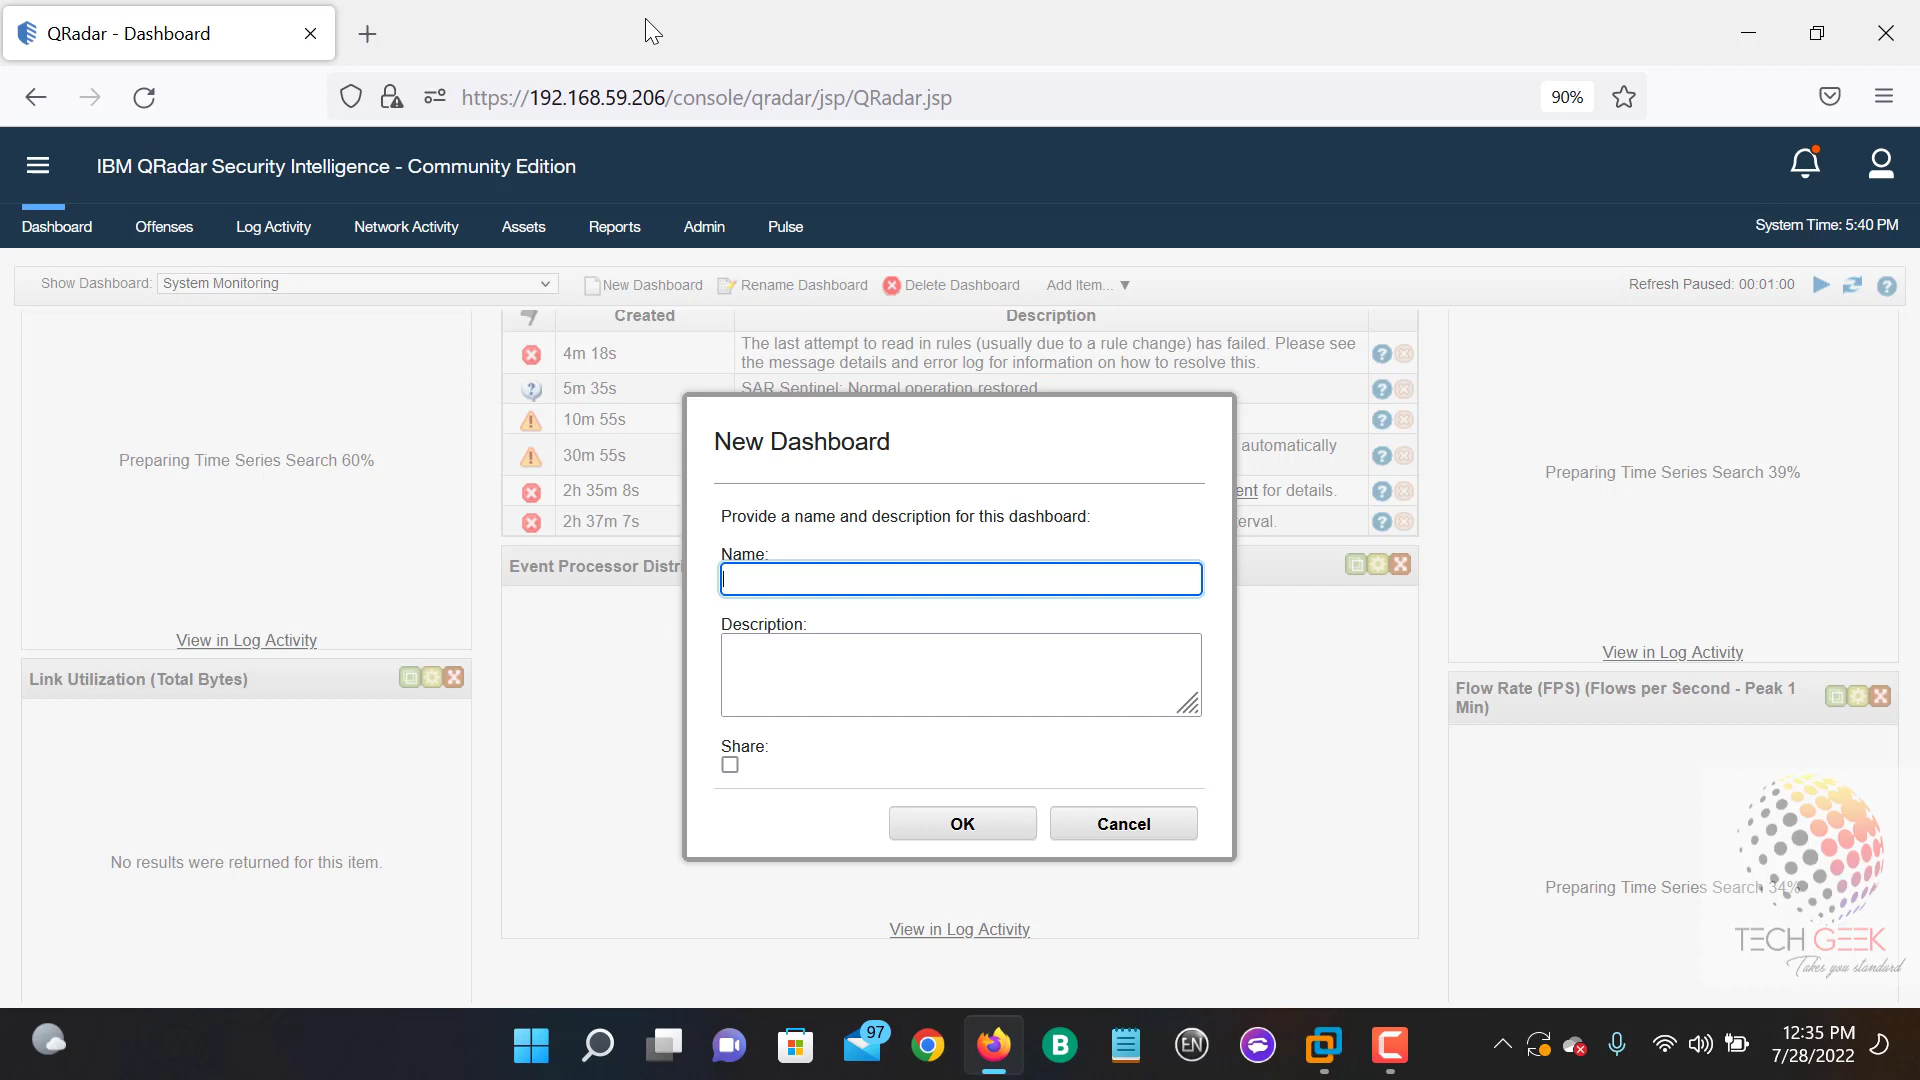 QRadar - Dashboard
https://192.168.59.206/console/qradar/jsp/QRadar.jsp
90%
IBM QRadar Security Intelligence - Community Edition
Dashboard
Offenses
Log Activity
Network Activity
Assets
Reports
Admin
Pulse
System Time: 5:40 PM
Show Dashboard:
System Monitoring
New Dashboard
Rename Dashboard
Delete Dashboard
Add Item... ▼
Refresh Paused: 00:01:00
Created
Description
4m 18s
The last attempt to read in rules (usually due to a rule change) has failed. Please see
the message details and error log for information on how to resolve this.
5m 35s
SAR Sentinel: Normal operation restored
10m 55s
30m 55s
automatically
2h 35m 8s
ent for details.
2h 37m 7s
erval.
Preparing Time Series Search 60%
View in Log Activity
Link Utilization (Total Bytes)
No results were returned for this item.
Event Processor Distri
View in Log Activity
New Dashboard
Provide a name and description for this dashboard:
Name:
Description:
Share:
OK
Cancel
Preparing Time Series Search 39%
View in Log Activity
Flow Rate (FPS) (Flows per Second - Peak 1
Min)
Preparing Time Series Search 34%
TECH GEEK
Takes you standard
97
B
EN
12:35 PM
7/28/2022